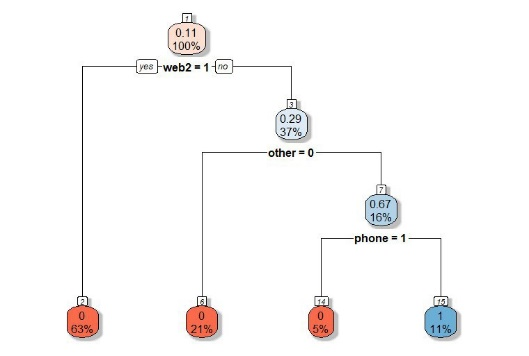 1
0.11
100%
yes web2 = 1 no
3
0.29
37%
other = 0
7
0.67
16%
phone = 1
2 6 14 15
0 0 0 1
63% 21% 5% 11%